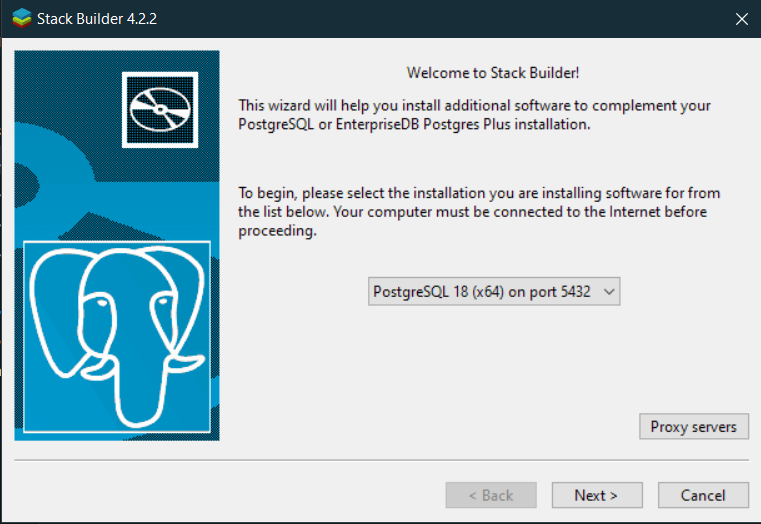 Stack Builder 4.2.2
Welcome to Stack Builder!
This wizard will help you install additional software to complement your
PostgreSQL or EnterpriseDB Postgres Plus installation.
To begin, please select the installation you are installing software for from
the list below. Your computer must be connected to the Internet before
proceeding.
PostgreSQL 18 (x64) on port 5432
Proxy servers
< Back
Next >
Cancel